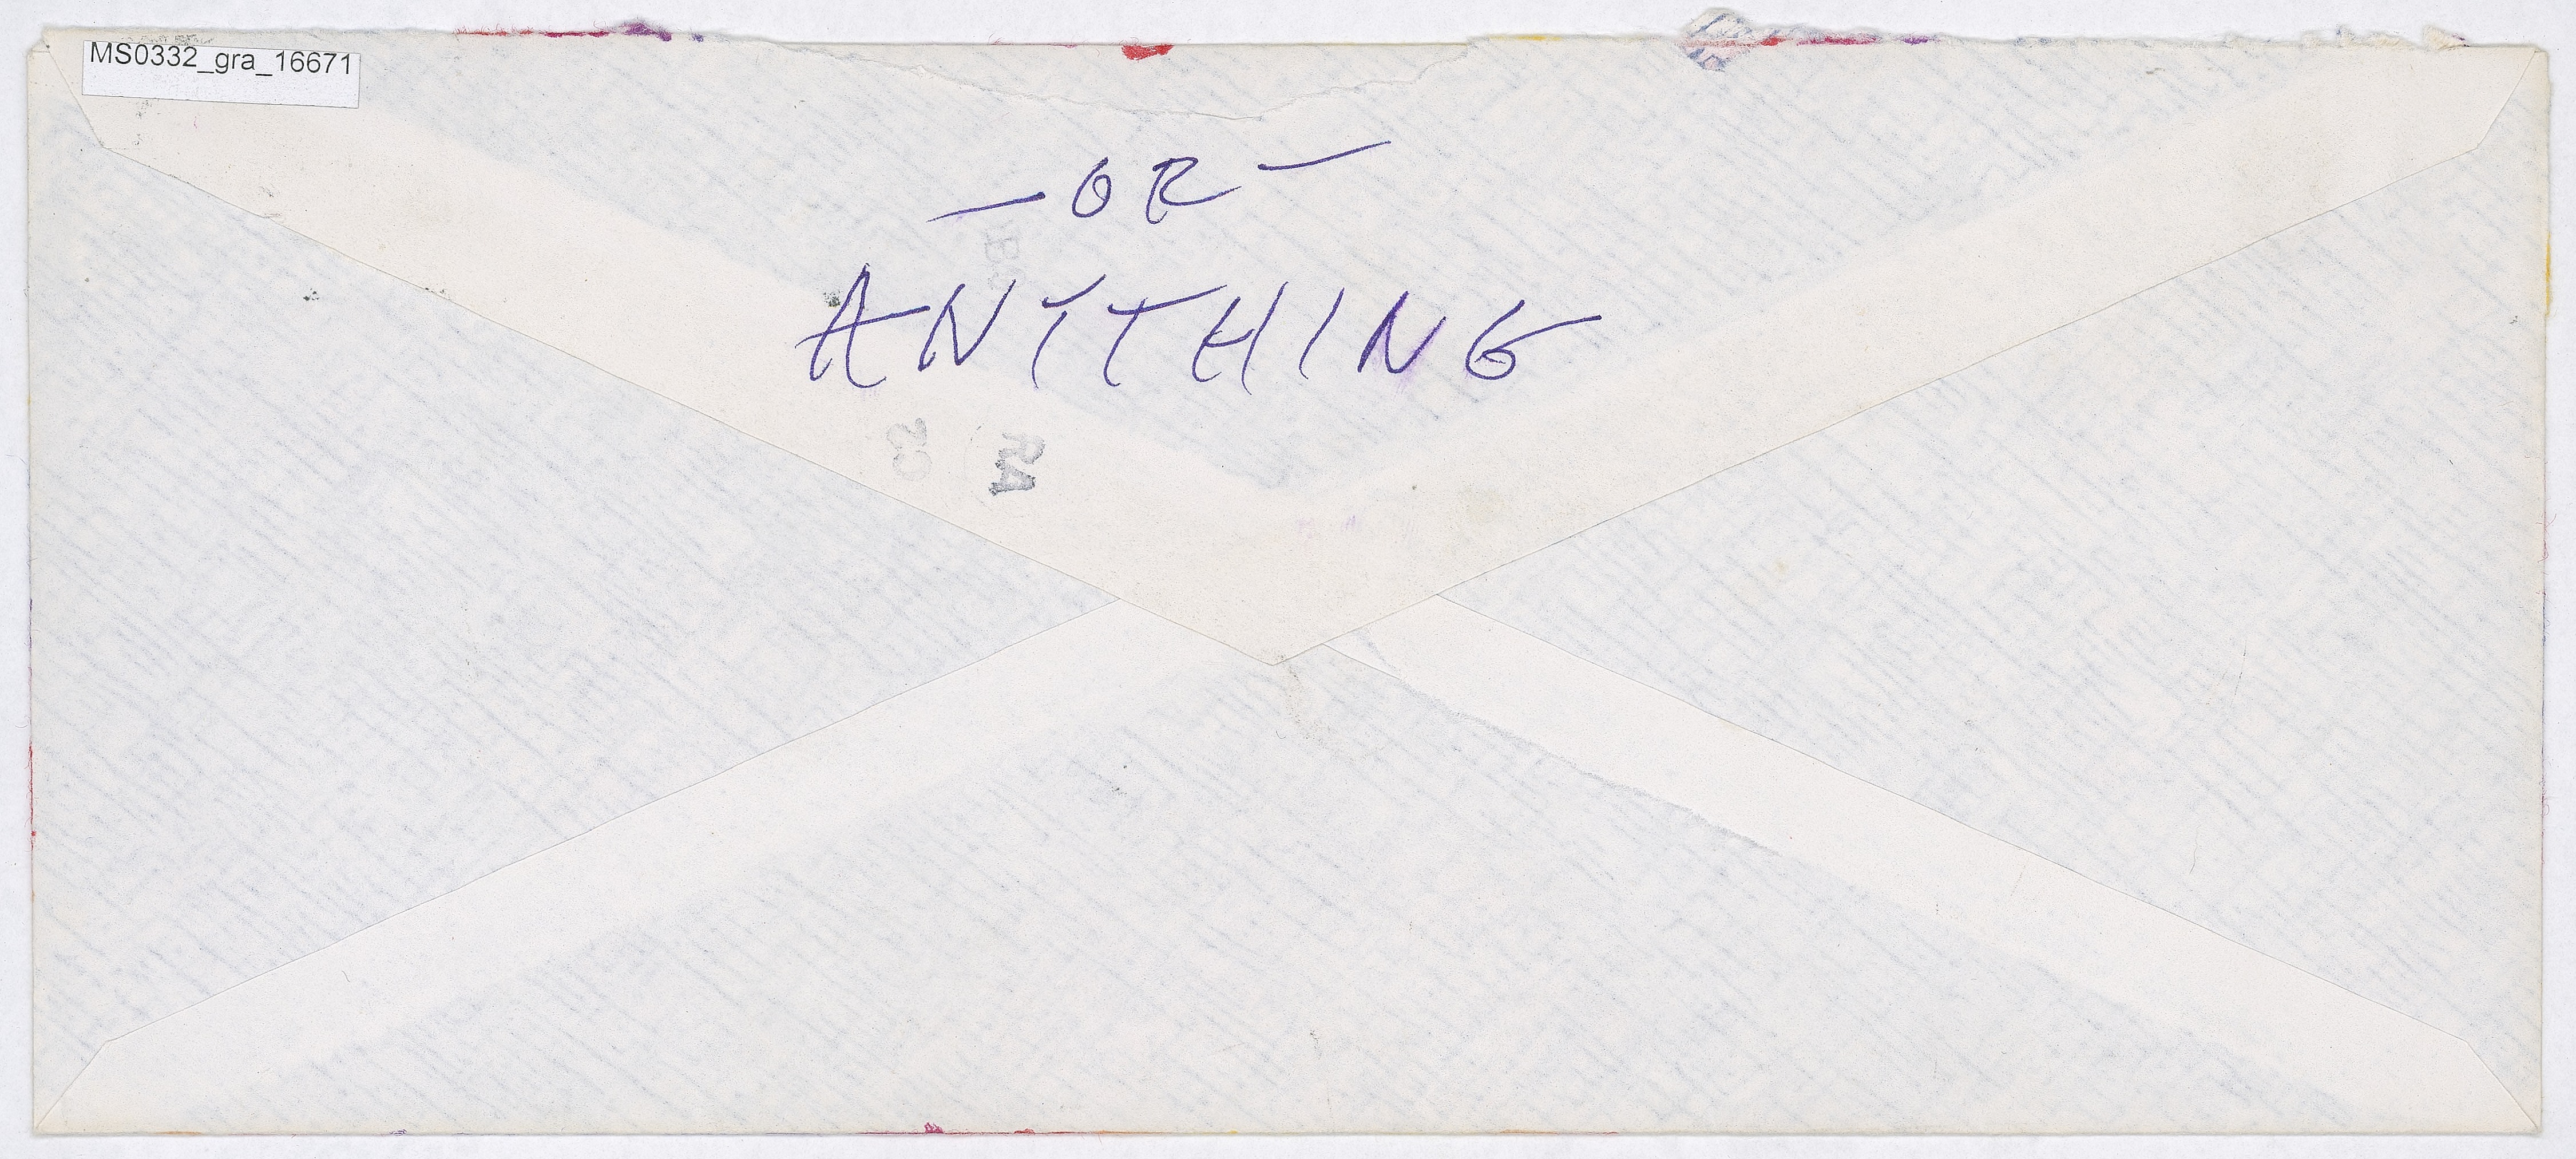 MS0332_gra_16671
— OR —
ANYTHING